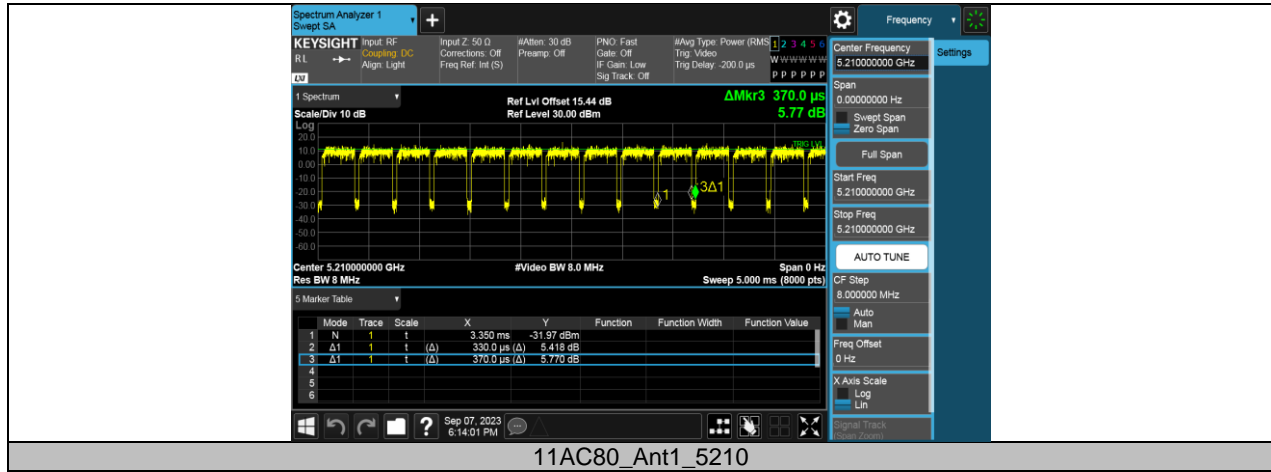 Spectrum Analyzer 1
Swept SA
+
Frequency
KEYSIGHT
RL
LXI
Input: RF
Coupling: DC
Align: Light
Input Z: 50 Ω
Corrections: Off
Freq Ref: Int (S)
#Atten: 30 dB
Preamp: Off
PNO: Fast
Gate: Off
IF Gain: Low
Sig Track: Off
#Avg Type: Power (RMS
Trig: Video
Trig Delay: -200.0 µs
1 2 3 4 5 6
W W W W W W
P P P P P P
1 Spectrum
Scale/Div 10 dB
Ref Lvl Offset 15.44 dB
Ref Level 30.00 dBm
ΔMkr3 370.0 µs
5.77 dB
Log
20.0
10.0
0.00
-10.0
-20.0
-30.0
-40.0
-50.0
-60.0
TRIG LVL
1
3Δ1
Center 5.210000000 GHz
Res BW 8 MHz
#Video BW 8.0 MHz
Span 0 Hz
Sweep 5.000 ms (8000 pts)
5 Marker Table
Mode Trace Scale X Y Function Function Width Function Value
1 N 1 t 3.350 ms -31.97 dBm
2 Δ1 1 t (Δ) 330.0 µs (Δ) 5.418 dB
3 Δ1 1 t (Δ) 370.0 µs (Δ) 5.770 dB
4
5
6
?
Sep 07, 2023
6:14:01 PM
Center Frequency
5.210000000 GHz
Settings
Span
0.00000000 Hz
Swept Span
Zero Span
Full Span
Start Freq
5.210000000 GHz
Stop Freq
5.210000000 GHz
AUTO TUNE
CF Step
8.000000 MHz
Auto
Man
Freq Offset
0 Hz
X Axis Scale
Log
Lin
Signal Track
(Span Zoom)
11AC80_Ant1_5210